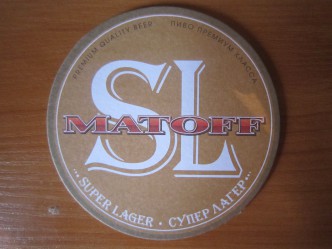 PREMIUM QUALITY BEER ПИВО ПРЕМИУМ КЛАССА
SL
MATOFF
... SUPER LAGER • СУПЕР ЛАГЕР ...